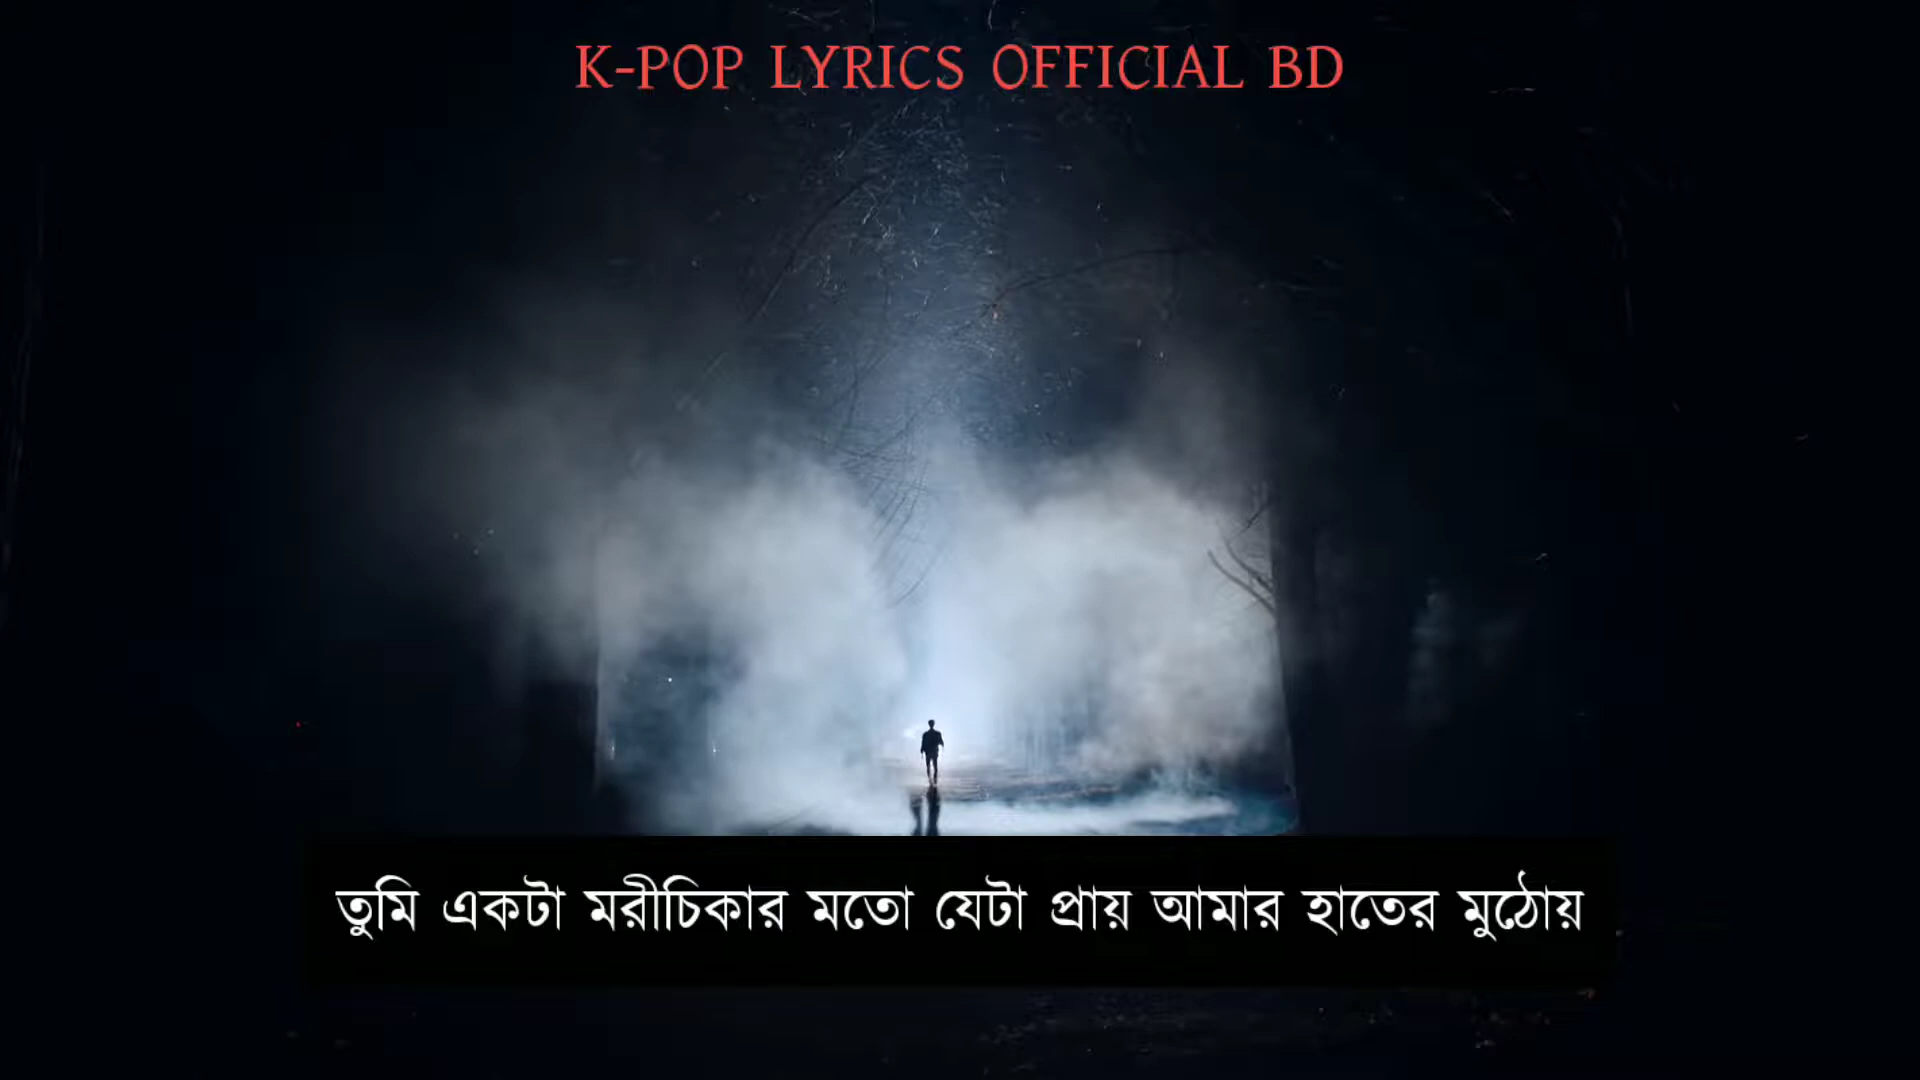 K-POP LYRICS OFFICIAL BD
তুমি একটা মরীচিকার মতো যেটা প্রায় আমার হাতের মুঠোয়